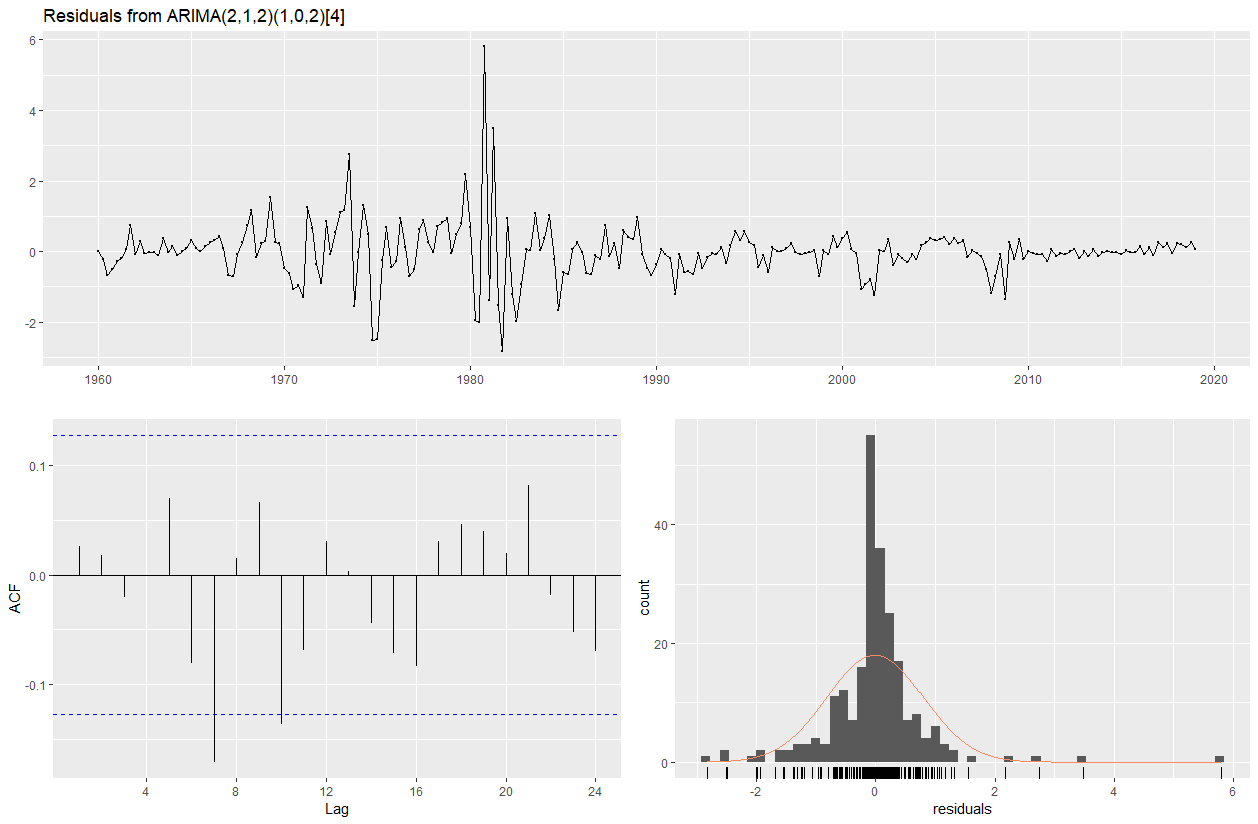 Residuals from ARIMA(2,1,2)(1,0,2)[4]
6
4
2
0
-2
1960 1970 1980 1990 2000 2010 2020
ACF
0.1
0.0
-0.1
4 8 12 16 20 24
Lag
count
40
20
0
-2 0 2 4 6
residuals